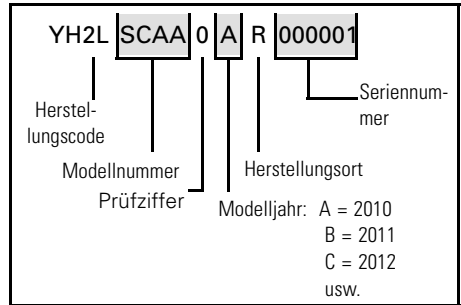 YH2L SCAA 0 A R 000001
Herstel-
lungscode
Seriennum-
mer
Modellnummer
Herstellungsort
Prüfziffer
Modelljahr: A = 2010
B = 2011
C = 2012
usw.